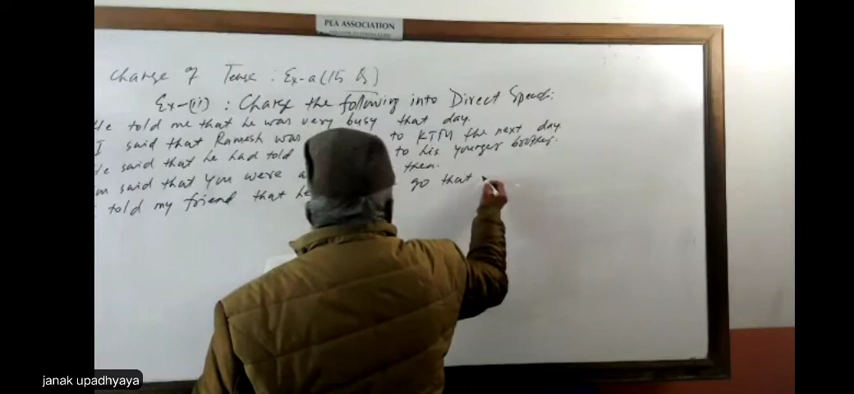 PEA ASSOCIATION
Change of Tense. Ex-a (15 Qs)
Ex-(ii): Change the following into Direct Speech:
He told me that he was very busy that day.
I said that Ramesh was to KTM the next day.
He said that he had told to his younger brother.
said that you were then.
told my friend that he go that
janak upadhyaya